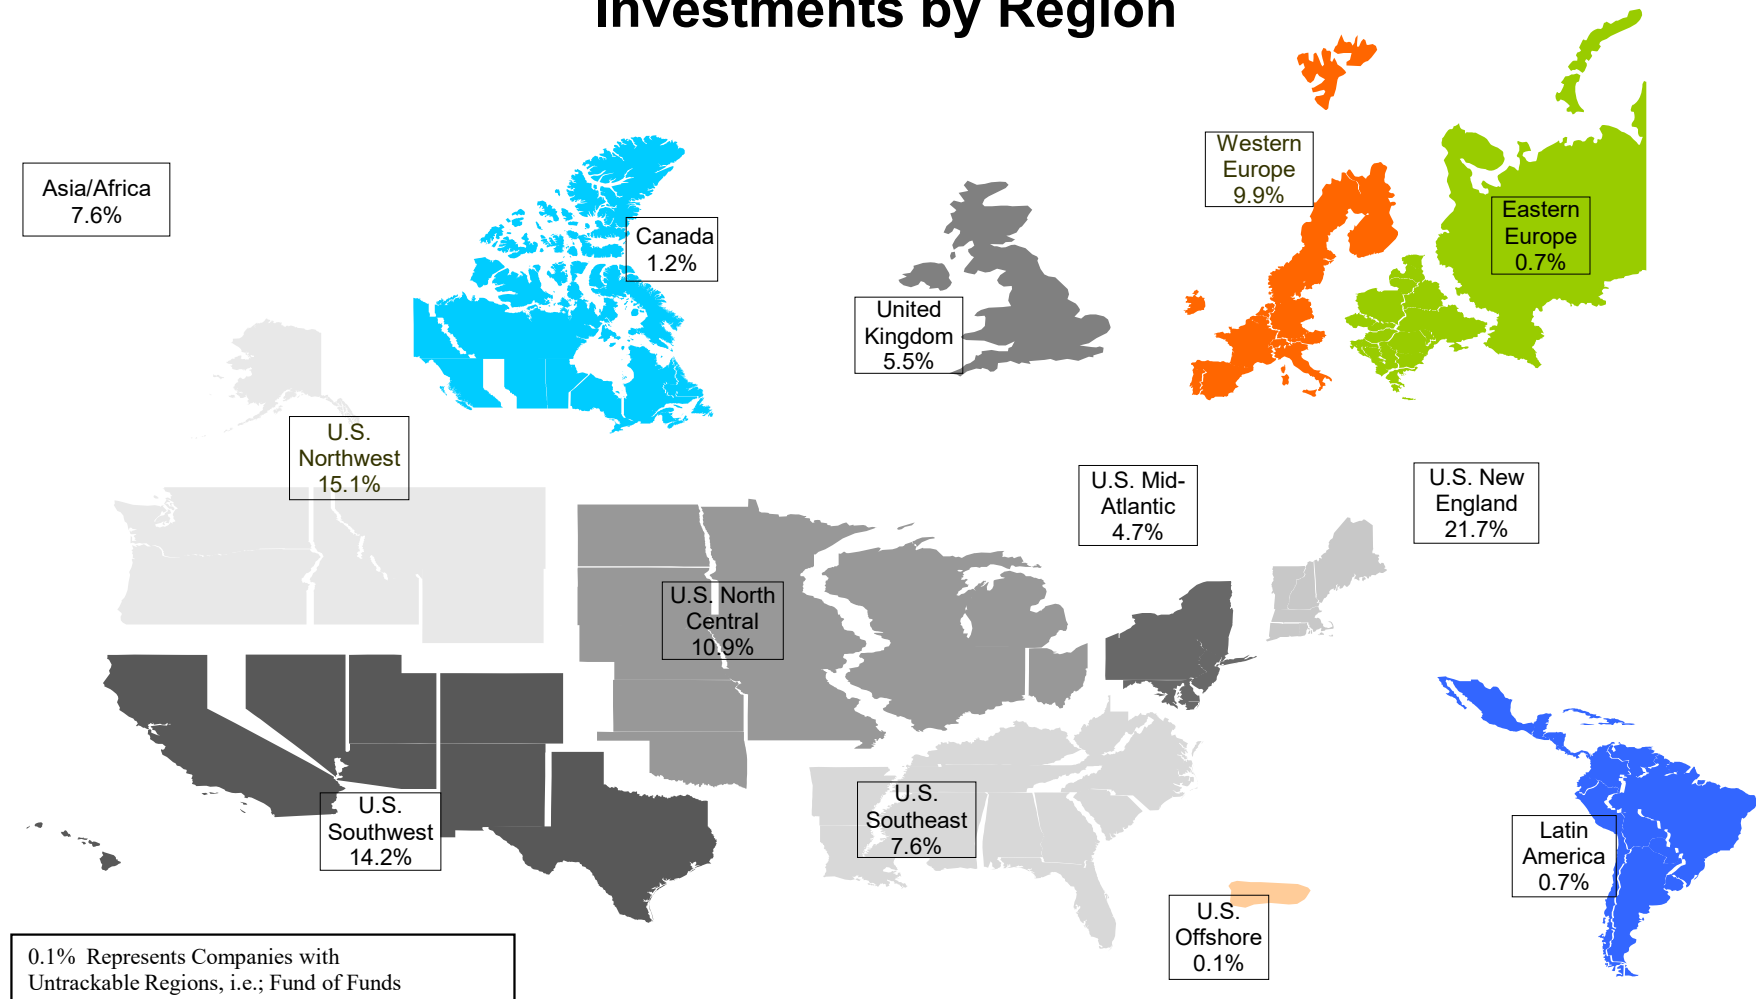 Investments by Region
Western
Europe
9.9%
Asia/Africa
7.6%
Canada
1.2%
Eastern
Europe
0.7%
United
Kingdom
5.5%
U.S.
Northwest
15.1%
U.S. Mid-
Atlantic
4.7%
U.S. New
England
21.7%
U.S. North
Central
10.9%
U.S.
Southwest
14.2%
U.S.
Southeast
7.6%
Latin
America
0.7%
U.S.
Offshore
0.1%
0.1%  Represents Companies with
Untrackable Regions, i.e.; Fund of Funds